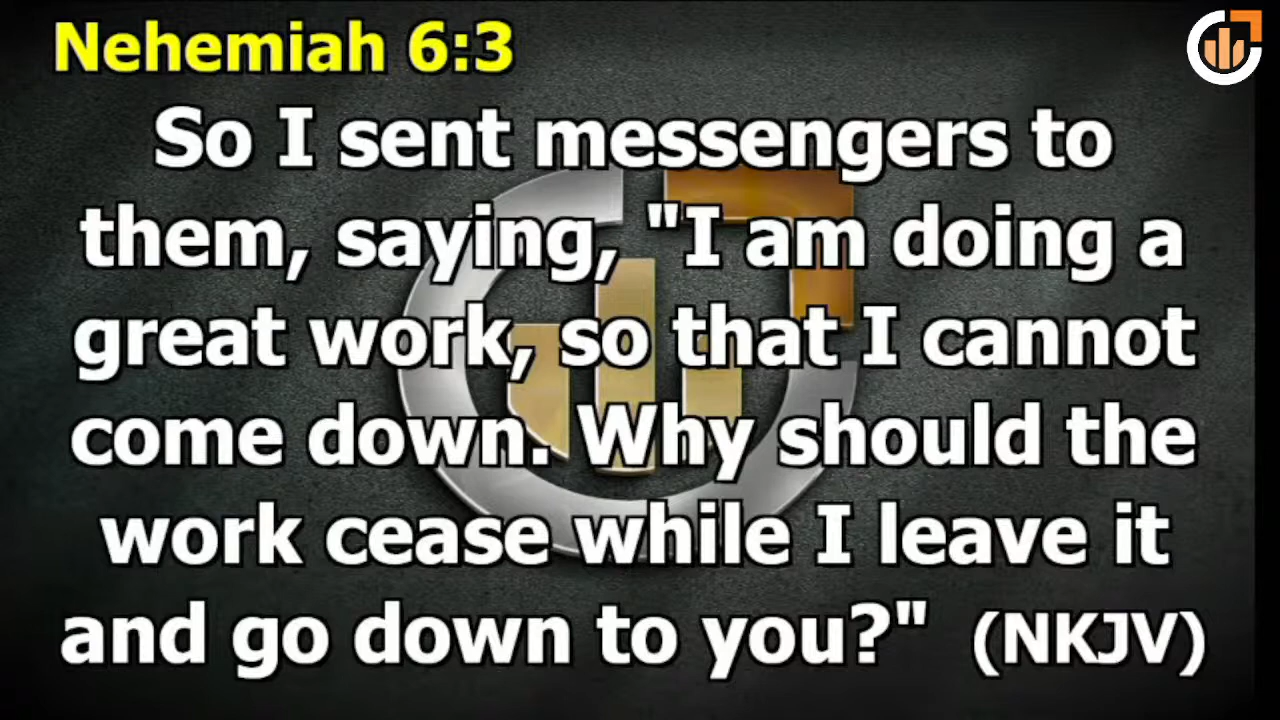 Nehemiah 6:3
So I sent messengers to
them, saying, "I am doing a
great work, so that I cannot
come down. Why should the
work cease while I leave it
and go down to you?" (NKJV)